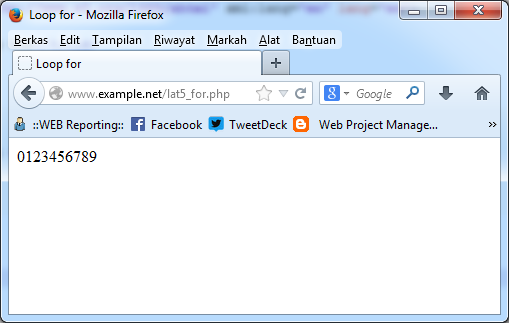 Loop for - Mozilla Firefox
Berkas Edit Tampilan Riwayat Markah Alat Bantuan
Loop for
www.example.net/lat5_for.php
Google
::WEB Reporting:: Facebook TweetDeck Web Project Manage... »
0123456789